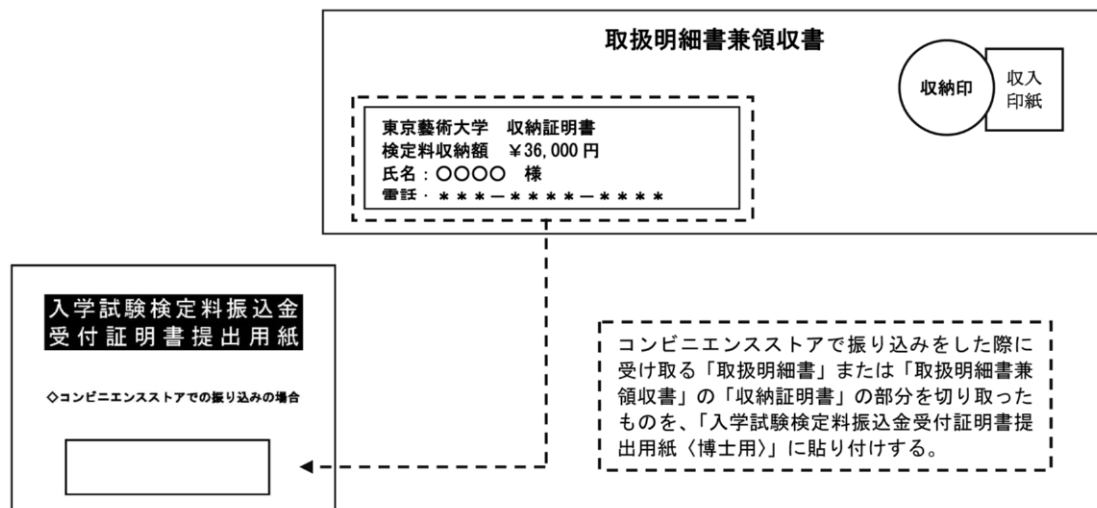 取扱明細書兼領収書
収納印
収入
印紙
東京藝術大学 収納証明書
検定料収納額 ￥36,000 円
氏名：〇〇〇〇 様
電話：＊＊＊－＊＊＊＊－＊＊＊＊
入学試験検定料振込金
受付証明書提出用紙
◇コンビニエンスストアでの振り込みの場合
コンビニエンスストアで振り込みをした際に
受け取る「取扱明細書」または「取扱明細書兼
領収書」の「収納証明書」の部分を切り取った
ものを、「入学試験検定料振込金受付証明書提
出用紙〈博士用〉」に貼り付けする。